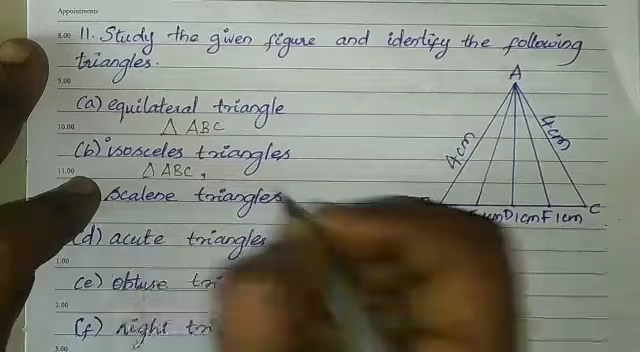 Appointments
8.00 11. Study the given figure and identify the following
triangles.
9.00
(a) equilateral triangle
10.00 △ ABC
(b) isosceles triangles
11.00 △ ABC,
scalene triangles
(d) acute triangles
1.00
(e) obtuse tri
2.00
(f) right tri
3.00
A
4cm 4cm
D 1cm F 1cm C